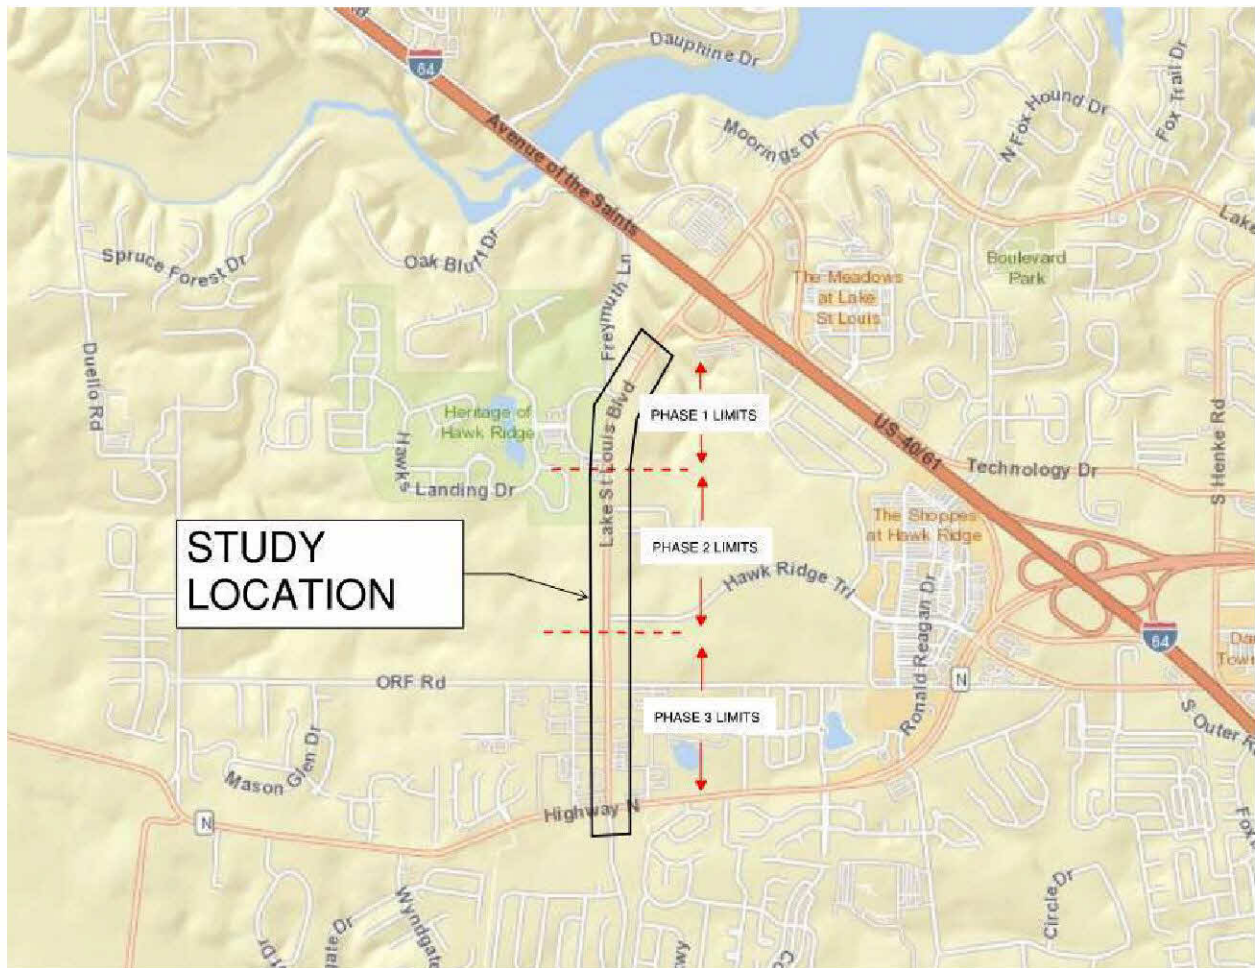 64
Dauphine Dr
Avenue of the Saints
Moorings Dr
N Fox Hound Dr
Fox Trail Dr
Lake
Spruce Forest Dr
Oak Bluff Dr
Freymuth Ln
The Meadows
at Lake
St Louis
Boulevard
Park
Duello Rd
Heritage of
Hawk Ridge
Hawks
Landing Dr
Lake St Louis Blvd
PHASE 1 LIMITS
US-40/61
Technology Dr
S Henke Rd
The Shoppes
at Hawk Ridge
STUDY
LOCATION
PHASE 2 LIMITS
Hawk Ridge Trl
Ronald Reagan Dr
64
Town
ORF Rd
N
PHASE 3 LIMITS
S Outer R
Mason Glen Dr
Highway N
N
Wyndgate
gate Dr
Circle Dr